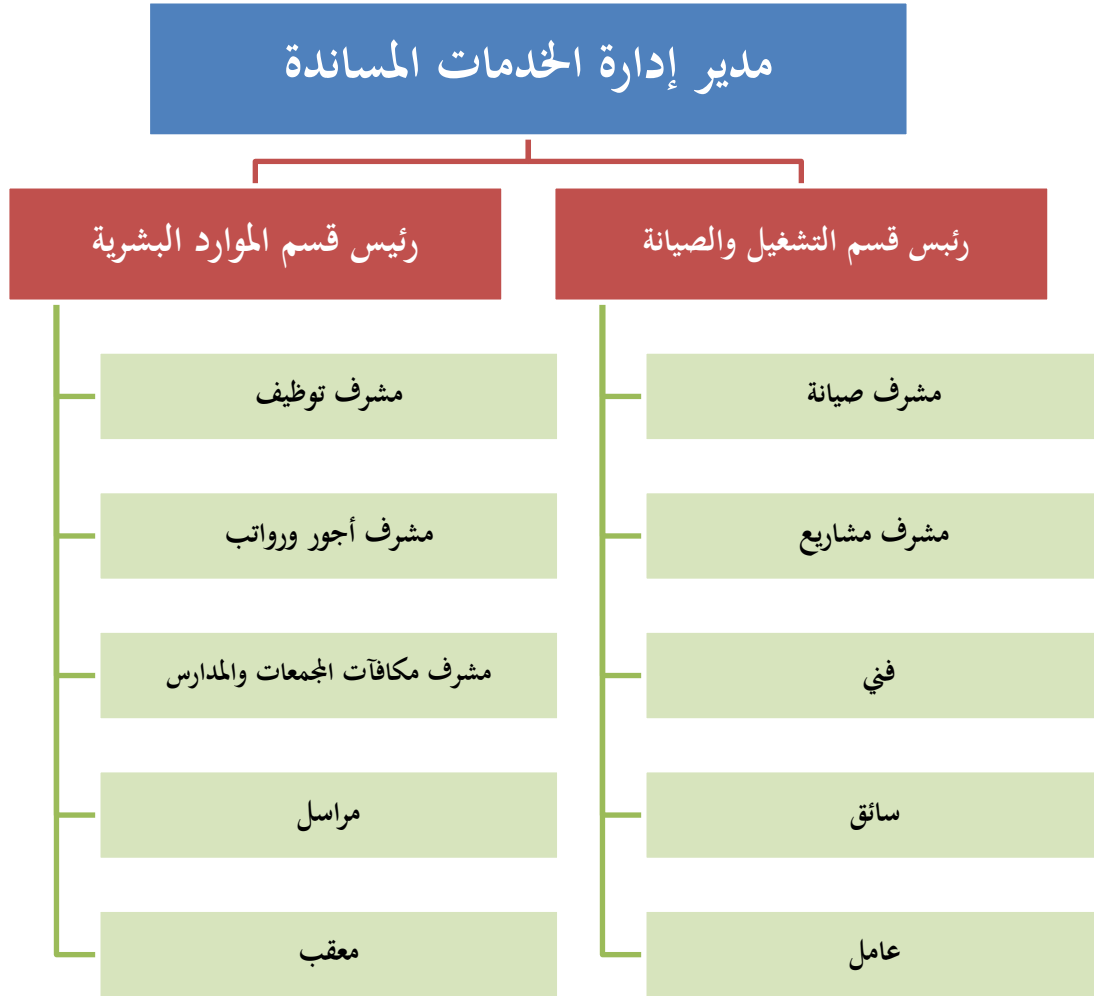 مدير إدارة الخدمات المساندة
رئبس قسم التشغيل والصيانة
رئيس قسم الموارد البشرية
مشرف صيانة
مشرف توظيف
مشرف مشاريع
مشرف أجور ورواتب
فني
مشرف مكافآت المجمعات والمدارس
سائق
مراسل
عامل
معقب